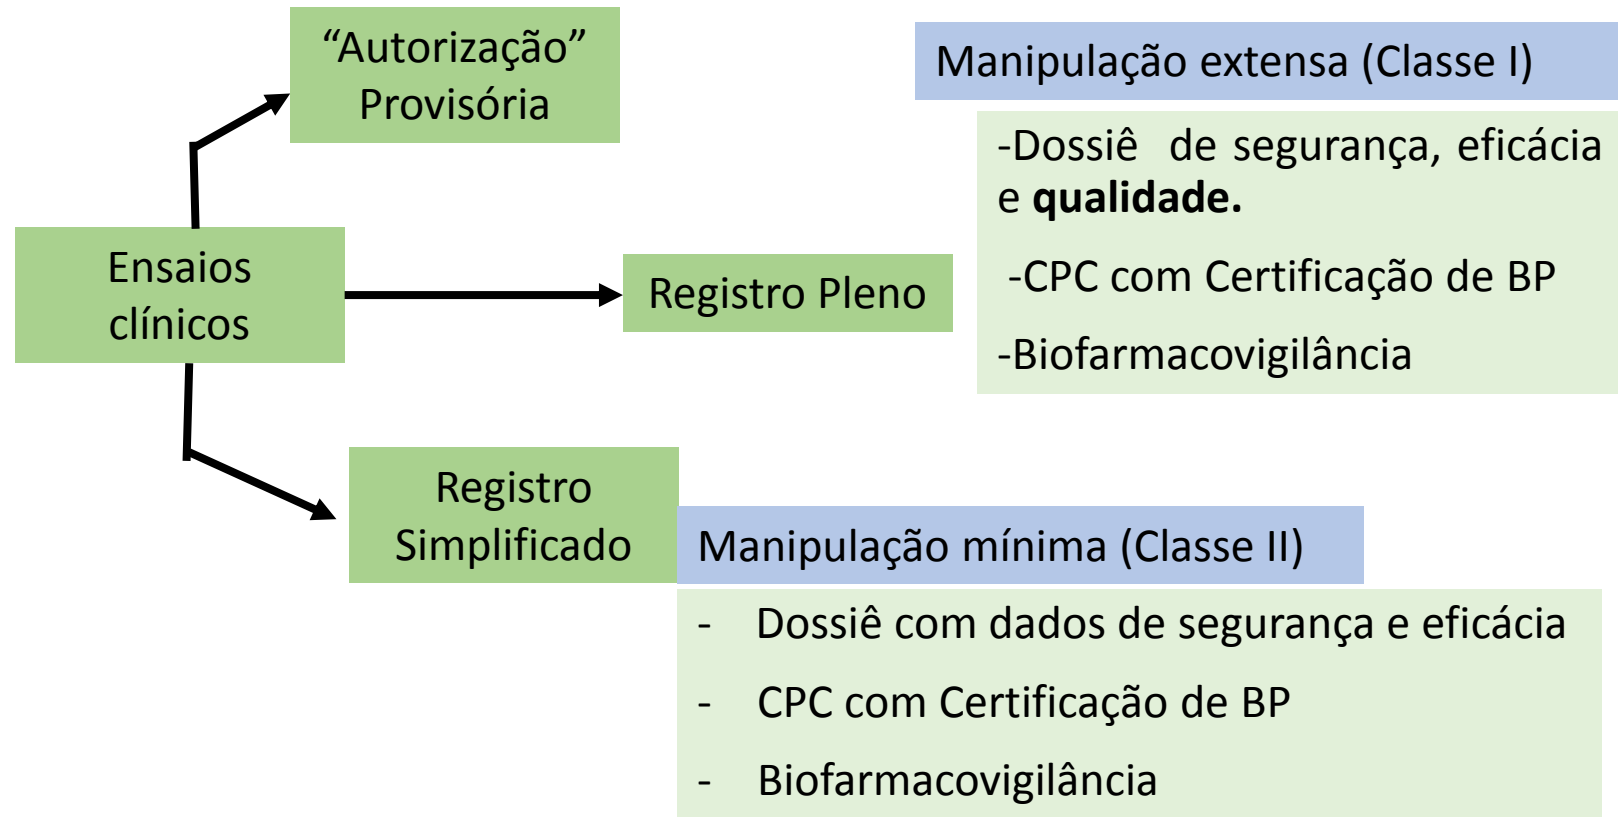 “Autorização”
Provisória
Manipulação extensa (Classe I)
-Dossiê de segurança, eficácia
e qualidade.
-CPC com Certificação de BP
-Biofarmacovigilância
Ensaios
clínicos
Registro Pleno
Registro
Simplificado
Manipulação mínima (Classe II)
- Dossiê com dados de segurança e eficácia
- CPC com Certificação de BP
- Biofarmacovigilância